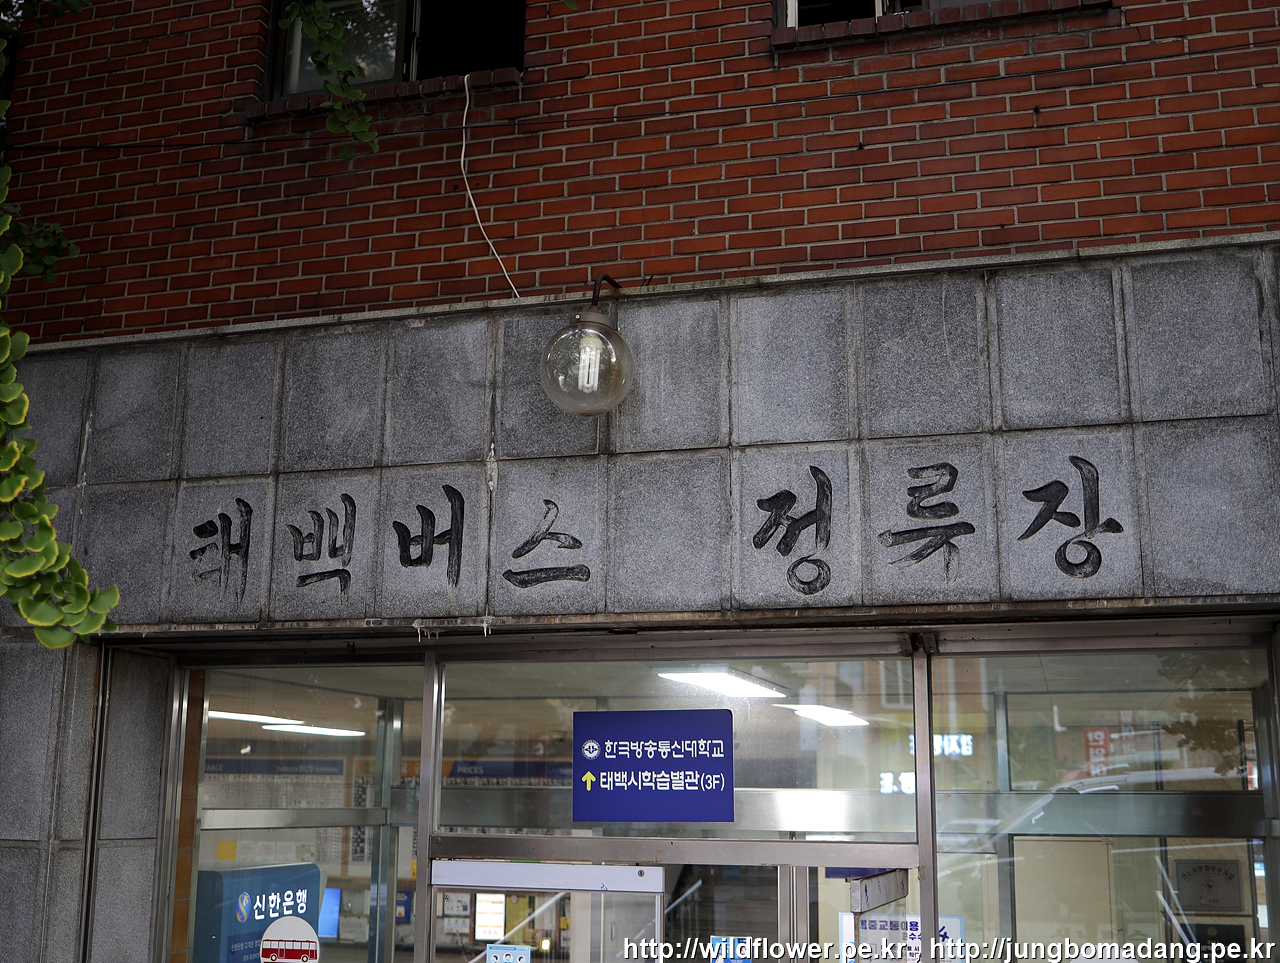 태백버스 정류장
한국방송통신대학교
태백시학습별관(3F)
PRICES
신한은행
http://wildflower.pe.kr, http://jungbomadang.pe.kr